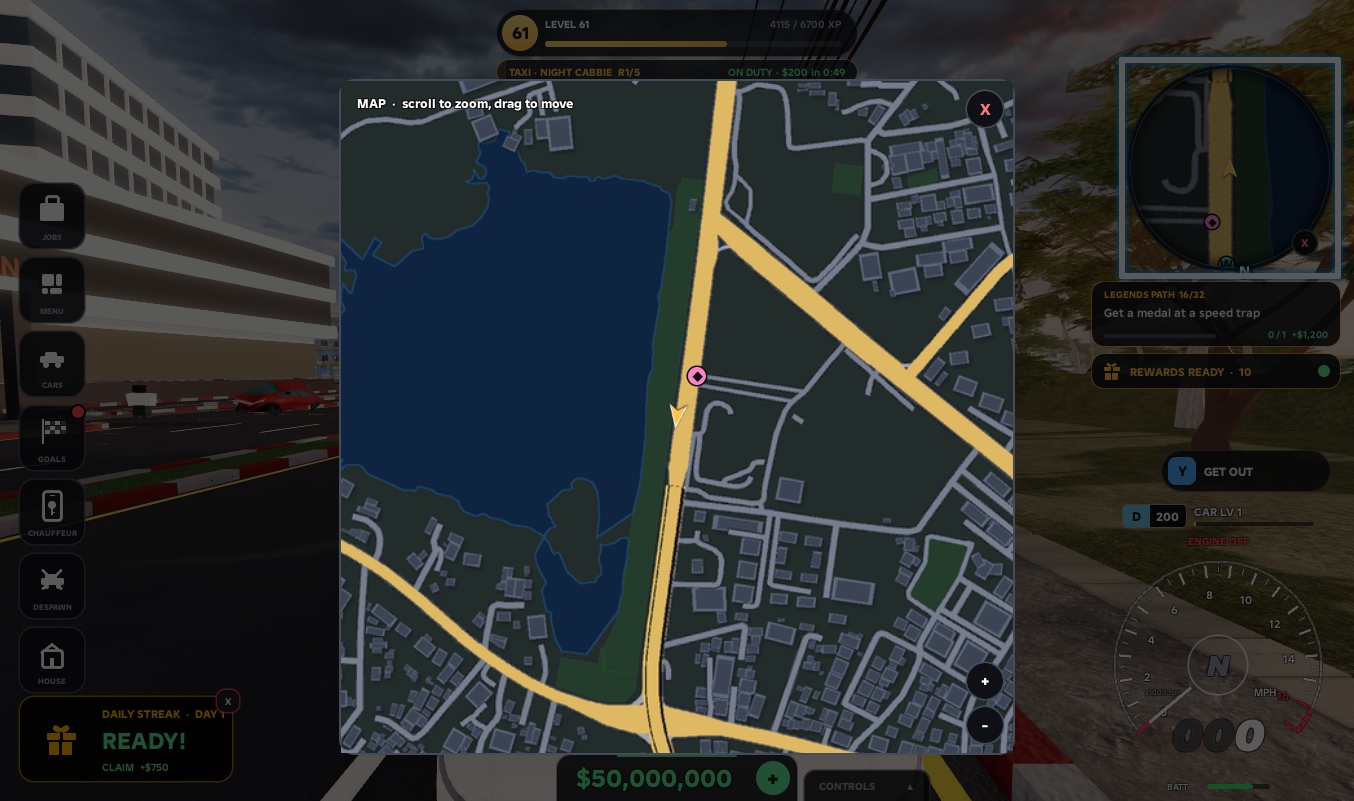 61
LEVEL 61
4115 / 6700 XP
TAXI · NIGHT CABBIE R1/5
ON DUTY · $200 in 0:49
MAP · scroll to zoom, drag to move
X
X
W
N
LEGENDS PATH 16/32
Get a medal at a speed trap
0 / 1 +$1,200
REWARDS READY · 10
Y GET OUT
D 200 CAR LV 1
ENGINE OFF
JOBS
MENU
CARS
GOALS
CHAUFFEUR
DESPAWN
HOUSE
X
DAILY STREAK · DAY 1
READY!
CLAIM +$750
+
-
2
4
6
8
10
12
14
16
N
MPH
000
BATT
$50,000,000
+
CONTROLS